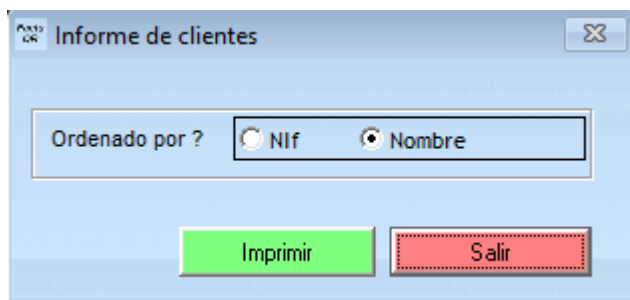 Informe de clientes
Ordenado por ? NIf Nombre
Imprimir Salir